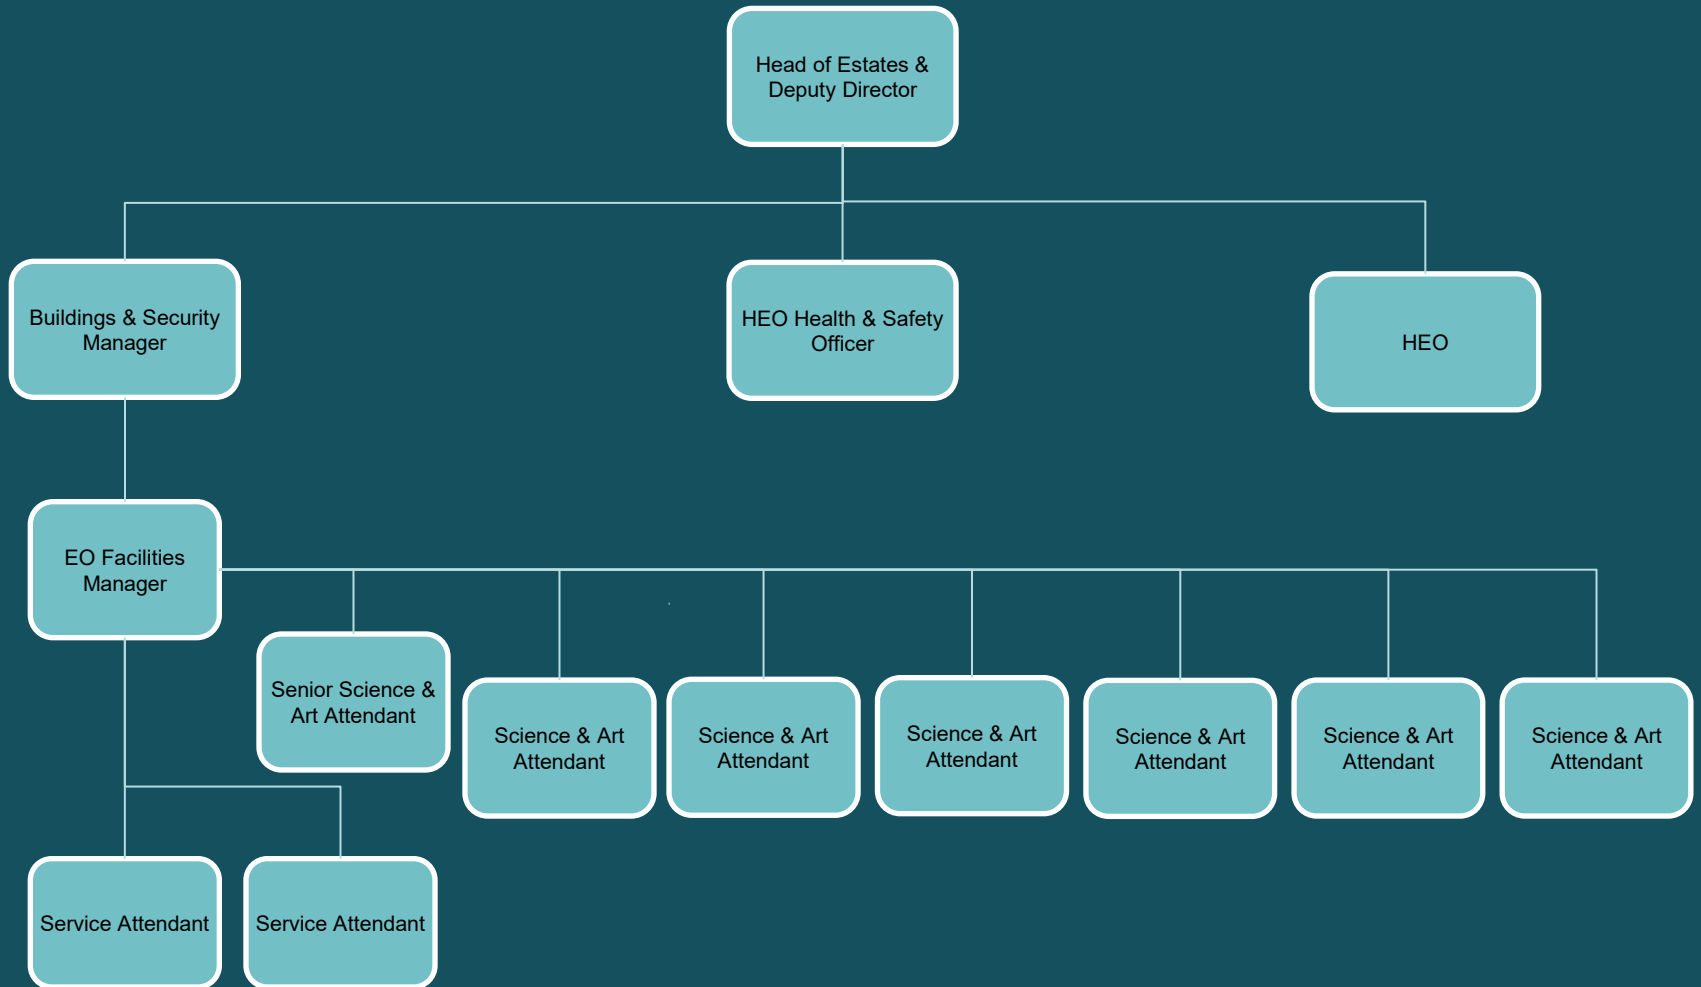 Head of Estates &
Deputy Director
Buildings & Security
Manager
HEO Health & Safety
Officer
HEO
EO Facilities
Manager
Senior Science &
Art Attendant
Science & Art
Attendant
Science & Art
Attendant
Science & Art
Attendant
Science & Art
Attendant
Science & Art
Attendant
Science & Art
Attendant
Service Attendant
Service Attendant